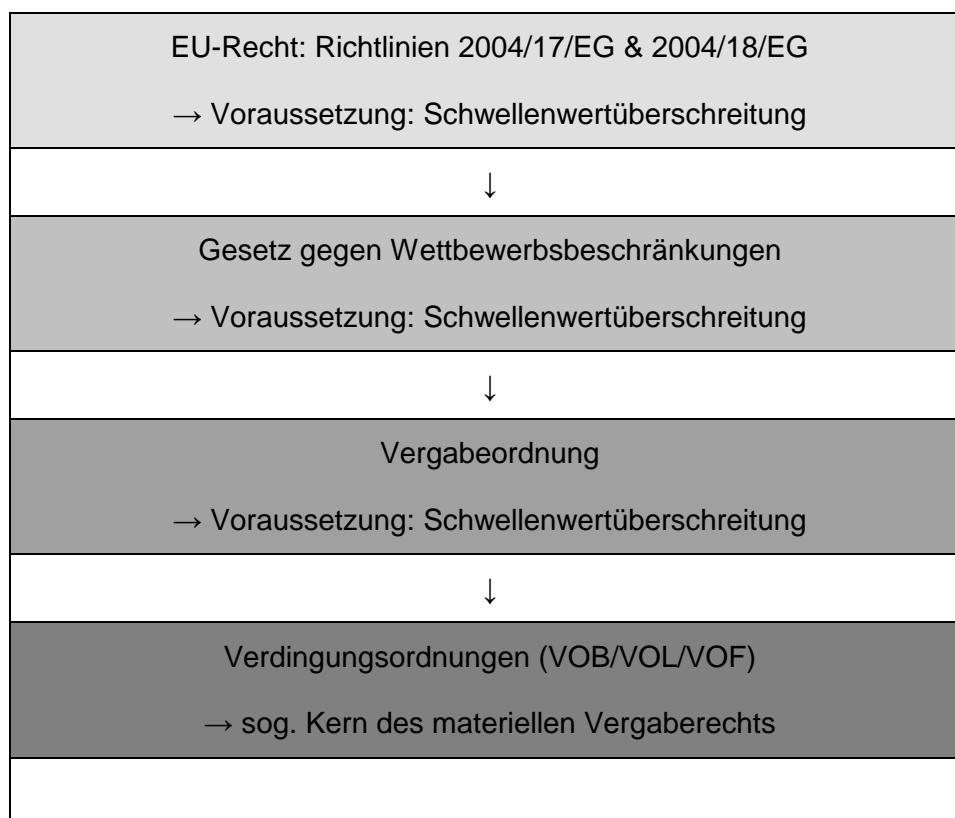 EU-Recht: Richtlinien 2004/17/EG & 2004/18/EG
→ Voraussetzung: Schwellenwertüberschreitung
↓
Gesetz gegen Wettbewerbsbeschränkungen
→ Voraussetzung: Schwellenwertüberschreitung
↓
Vergabeordnung
→ Voraussetzung: Schwellenwertüberschreitung
↓
Verdingungsordnungen (VOB/VOL/VOF)
→ sog. Kern des materiellen Vergaberechts